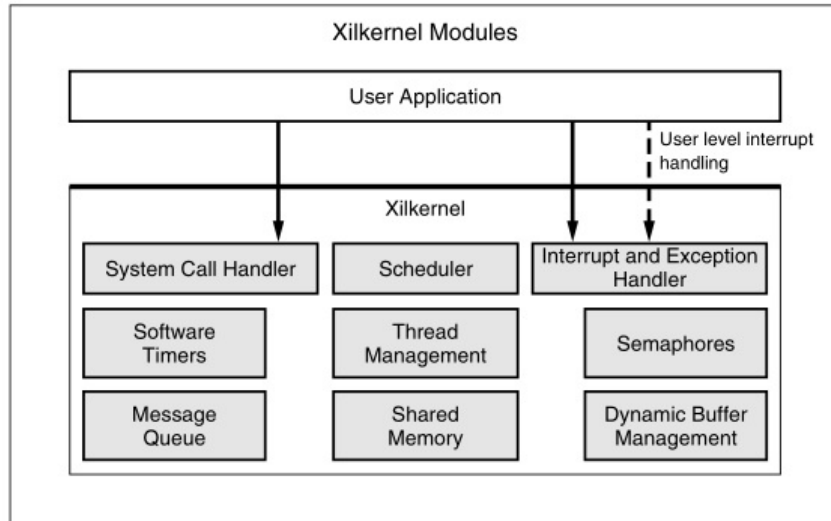 Xilkernel Modules
User Application
User level interrupt
handling
Xilkernel
System Call Handler
Scheduler
Interrupt and Exception
Handler
Software
Timers
Thread
Management
Semaphores
Message
Queue
Shared
Memory
Dynamic Buffer
Management